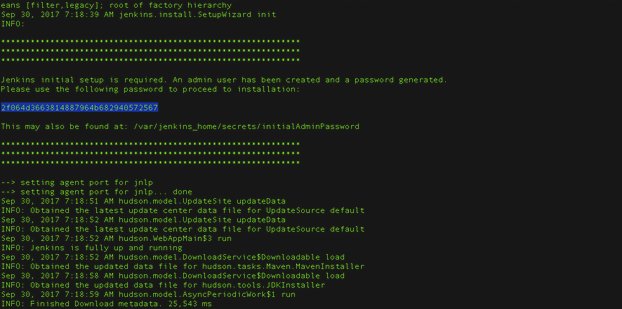 eans [filter,legacy]; root of factory hierarchy
Sep 30, 2017 7:18:39 AM jenkins.install.SetupWizard init
INFO:

*************************************************************
*************************************************************
*************************************************************

Jenkins initial setup is required. An admin user has been created and a password generated.
Please use the following password to proceed to installation:

2f064d3663814887964b682940572567

This may also be found at: /var/jenkins_home/secrets/initialAdminPassword

*************************************************************
*************************************************************
*************************************************************

--> setting agent port for jnlp
--> setting agent port for jnlp... done
Sep 30, 2017 7:18:51 AM hudson.model.UpdateSite updateData
INFO: Obtained the latest update center data file for UpdateSource default
Sep 30, 2017 7:18:52 AM hudson.model.UpdateSite updateData
INFO: Obtained the latest update center data file for UpdateSource default
Sep 30, 2017 7:18:52 AM hudson.WebAppMain$3 run
INFO: Jenkins is fully up and running
Sep 30, 2017 7:18:52 AM hudson.model.DownloadService$Downloadable load
INFO: Obtained the updated data file for hudson.tasks.Maven.MavenInstaller
Sep 30, 2017 7:18:58 AM hudson.model.DownloadService$Downloadable load
INFO: Obtained the updated data file for hudson.tools.JDKInstaller
Sep 30, 2017 7:18:59 AM hudson.model.AsyncPeriodicWork$1 run
INFO: Finished Download metadata. 25,543 ms